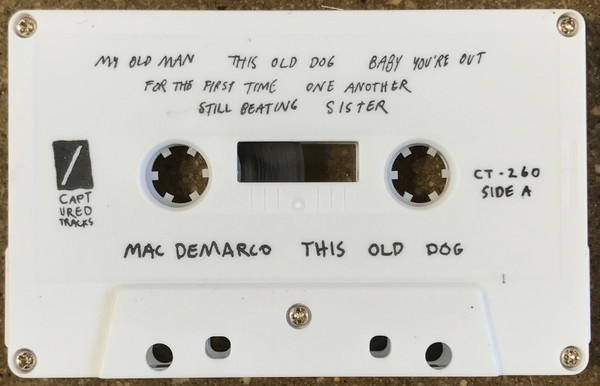 MY OLD MAN THIS OLD DOG BABY YOU'RE OUT
FOR THE FIRST TIME ONE ANOTHER
STILL BEATING SISTER
CAPT
URED
TRACKS
CT-260
SIDE A
MAC DEMARCO THIS OLD DOG